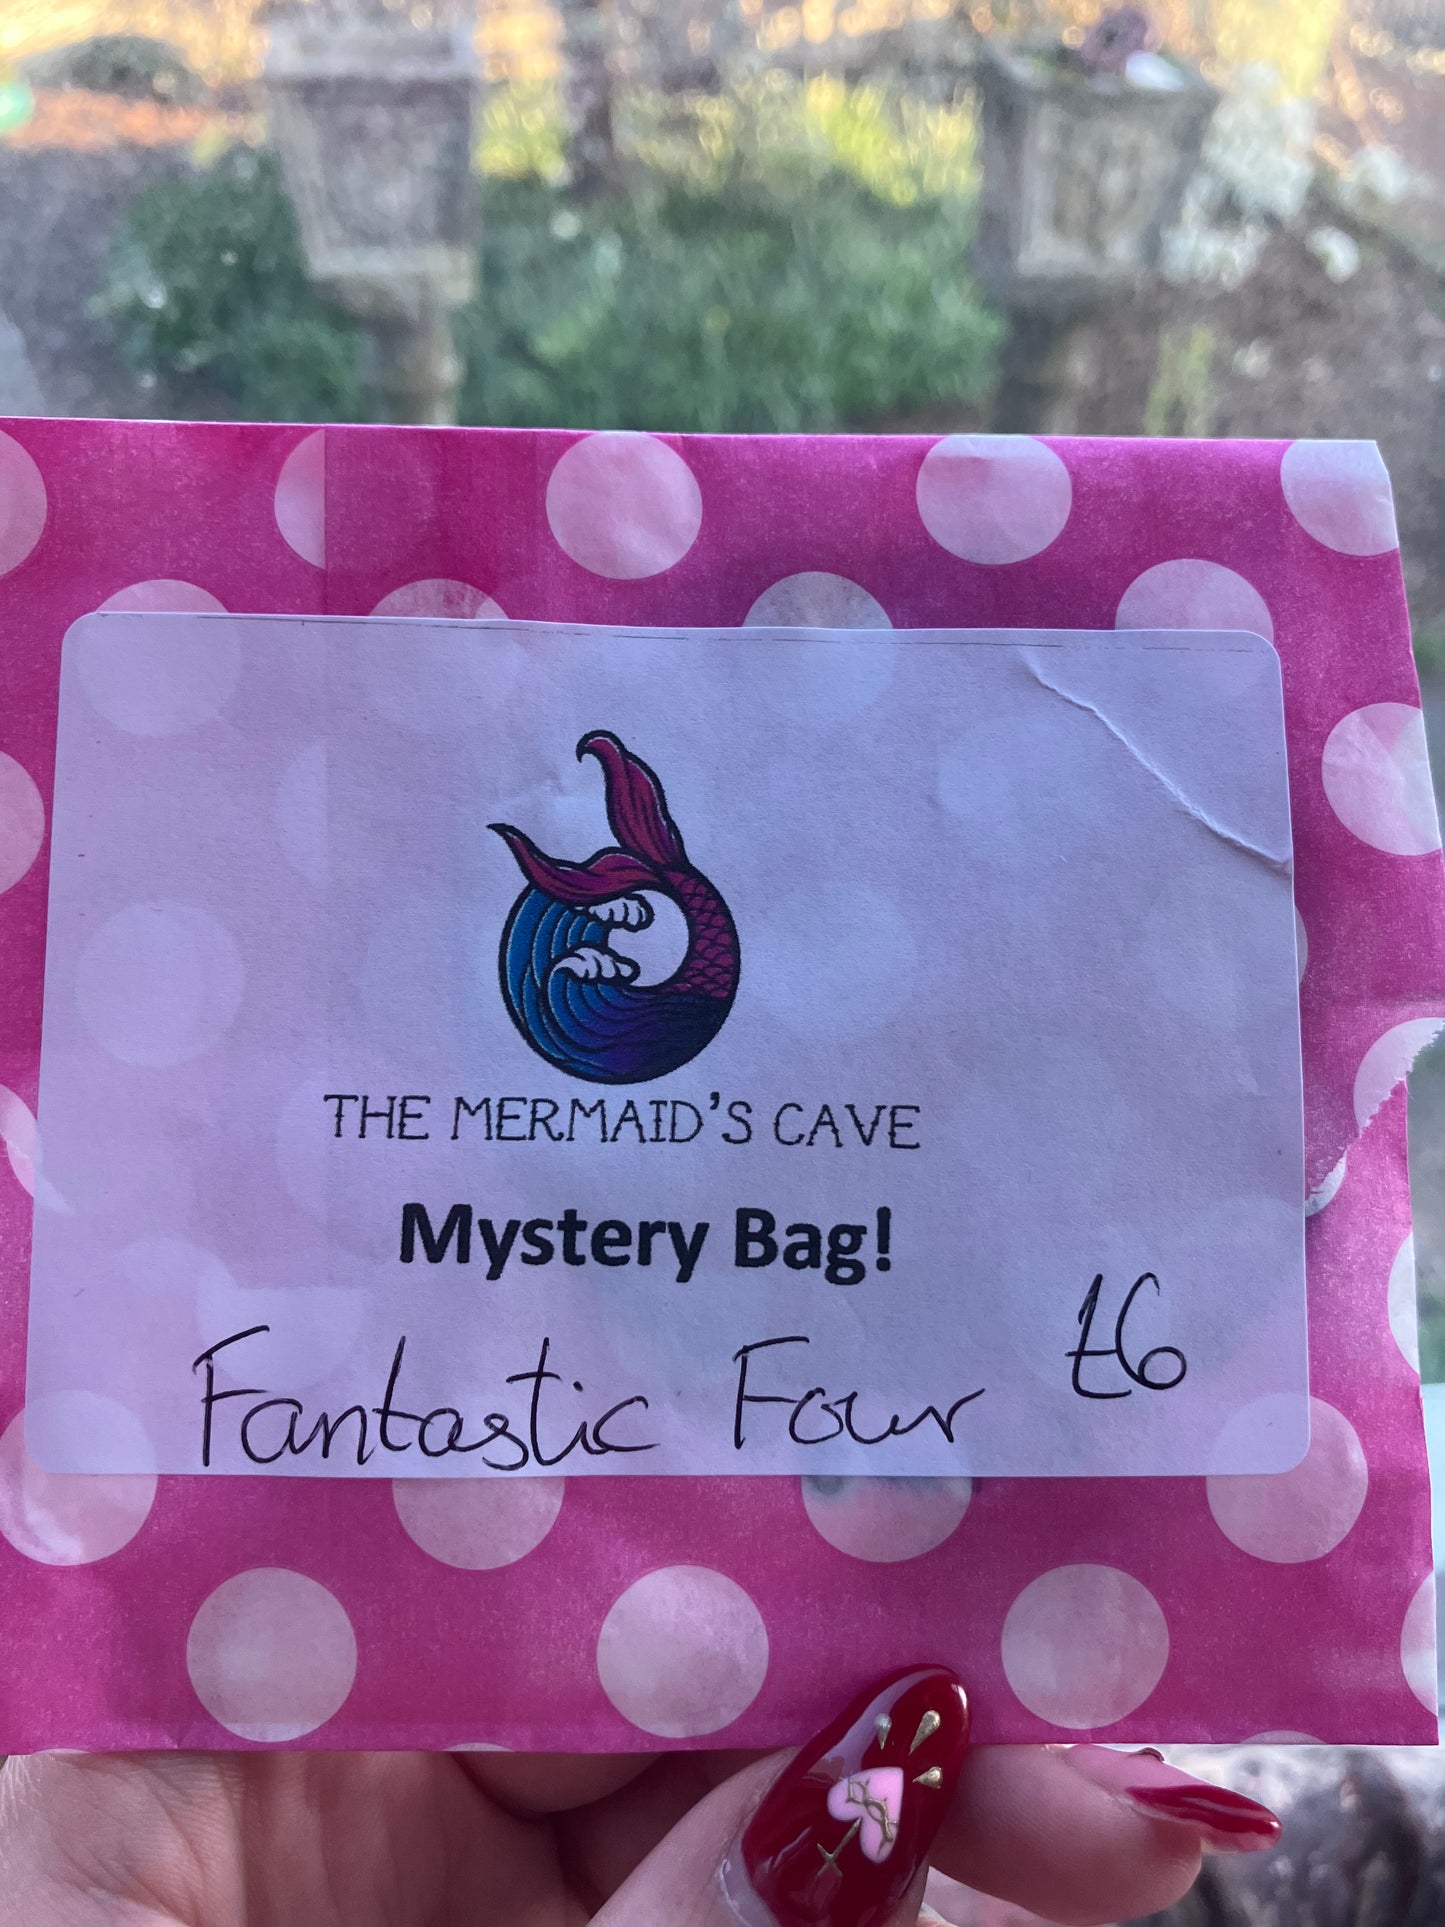 THE MERMAID'S CAVE
Mystery Bag!
Fantastic Four £6